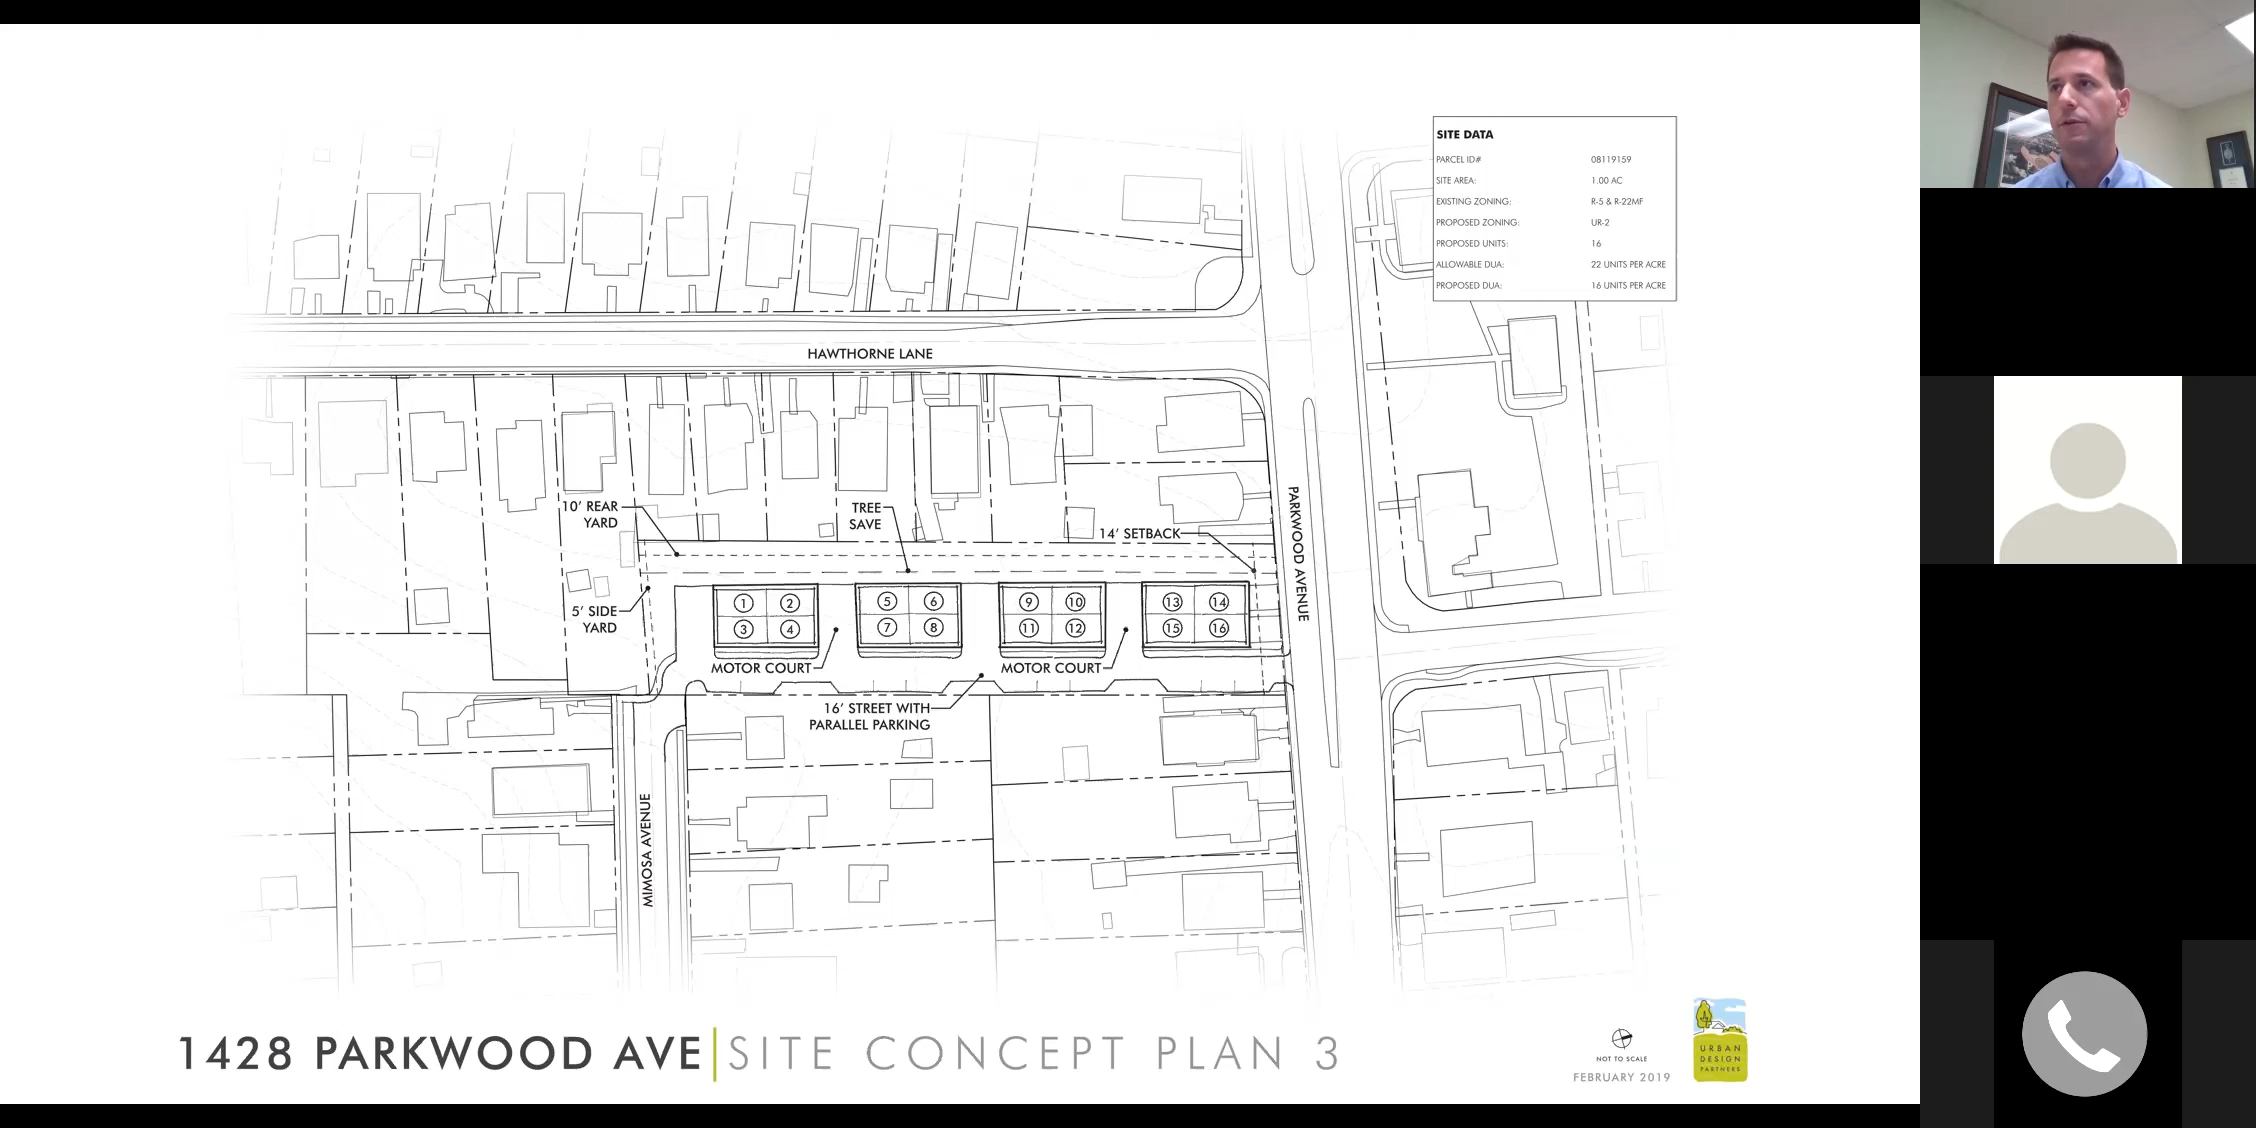 SITE DATA
PARCEL ID# 08119159
SITE AREA: 1.00 AC
EXISTING ZONING: R-5 & R-22MF
PROPOSED ZONING: UR-2
PROPOSED UNITS: 16
ALLOWABLE DUA: 22 UNITS PER ACRE
PROPOSED DUA: 16 UNITS PER ACRE
HAWTHORNE LANE
10' REAR
YARD
TREE
SAVE
14' SETBACK
PARKWOOD AVENUE
5' SIDE
YARD
1 2
3 4
5 6
7 8
9 10
11 12
13 14
15 16
MOTOR COURT
MOTOR COURT
16' STREET WITH
PARALLEL PARKING
MIMOSA AVENUE
1428 PARKWOOD AVE SITE CONCEPT PLAN 3
NOT TO SCALE
FEBRUARY 2019
URBAN
DESIGN
PARTNERS